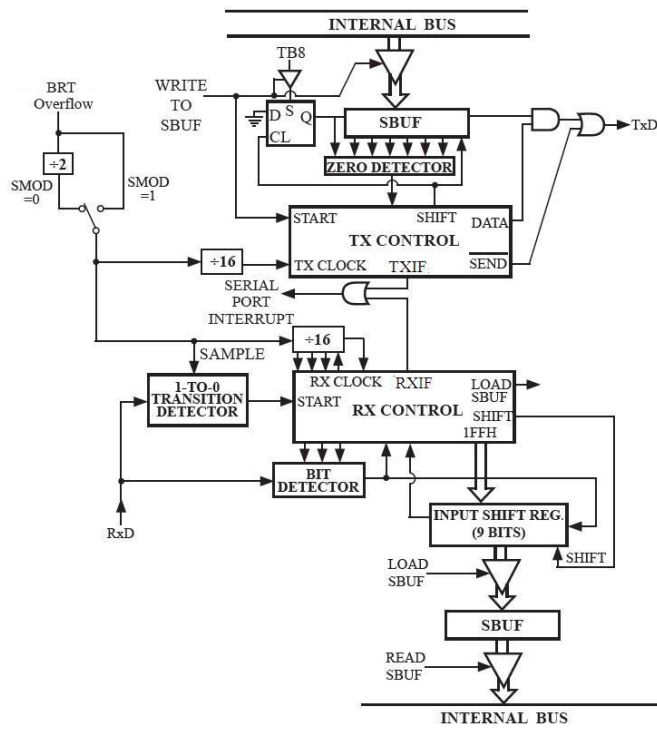 INTERNAL BUS
TB8
WRITE
TO
SBUF
BRT
Overflow
D
S
Q
CL
SBUF
TxD
÷2
ZERO DETECTOR
SMOD
=0
SMOD
=1
START
SHIFT
DATA
TX CONTROL
÷16
TX CLOCK
TXIF
SEND
SERIAL
PORT
INTERRUPT
÷16
SAMPLE
RX CLOCK
RXIF
LOAD
SBUF
1-TO-0
TRANSITION
DETECTOR
START
RX CONTROL
SHIFT
1FFH
BIT
DETECTOR
RxD
INPUT SHIFT REG.
(9 BITS)
LOAD
SBUF
SHIFT
SBUF
READ
SBUF
INTERNAL BUS